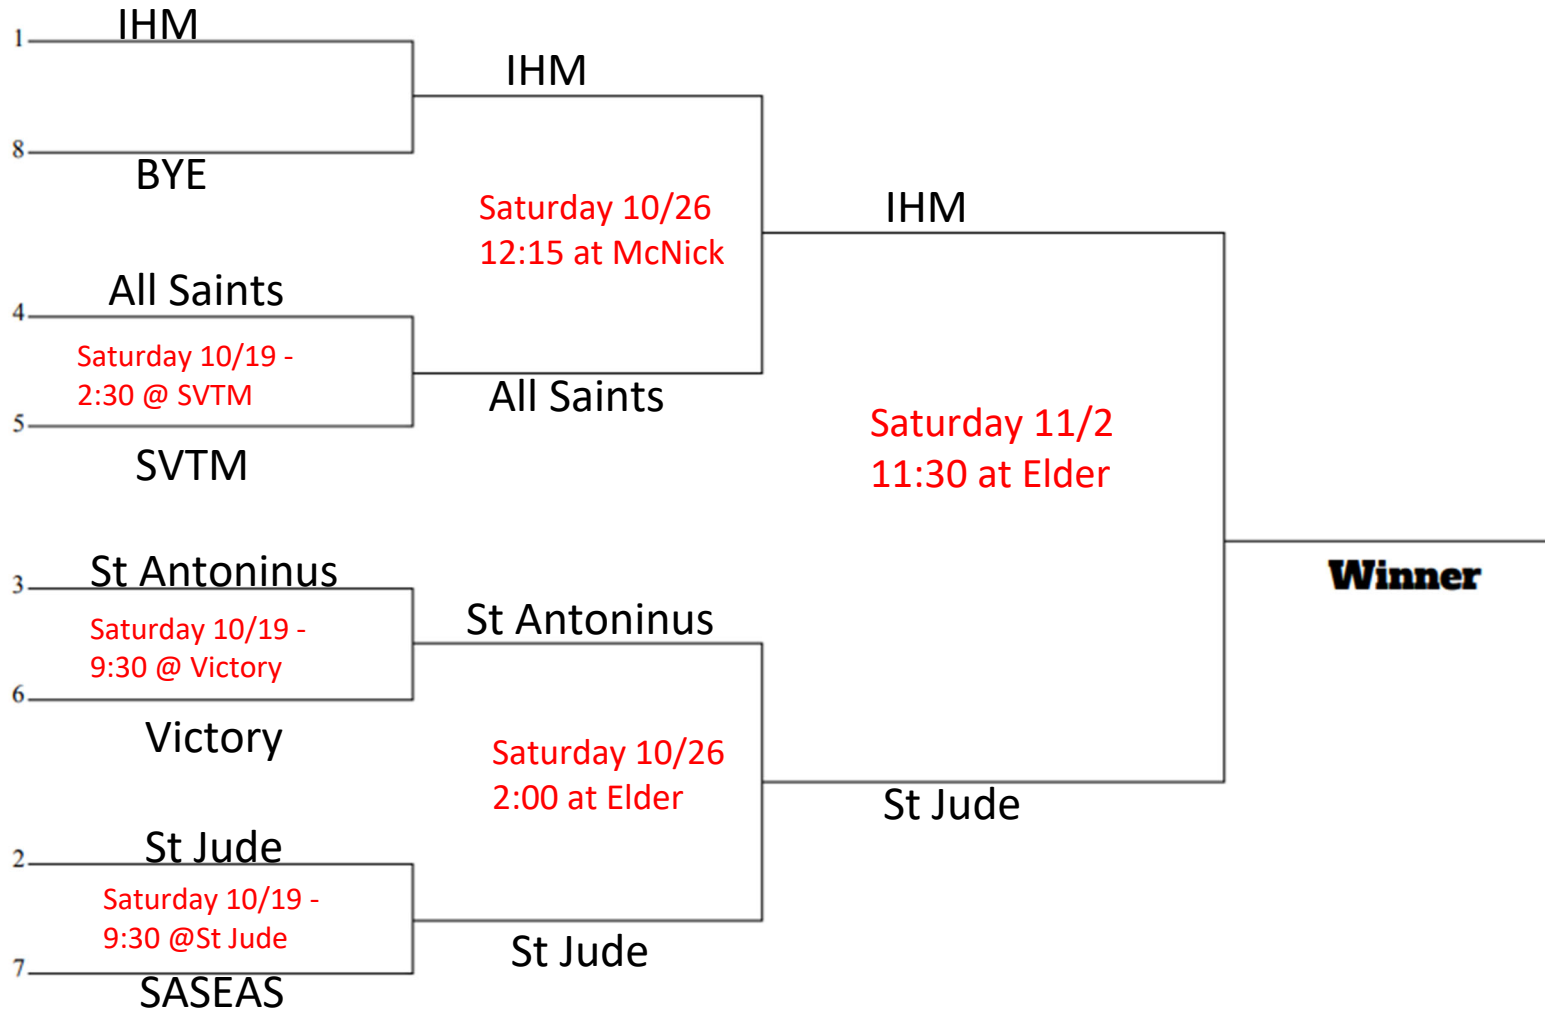 1
IHM
8
BYE
IHM
Saturday 10/26
12:15 at McNick
4
All Saints
Saturday 10/19 -
2:30 @ SVTM
5
SVTM
All Saints
IHM
Saturday 11/2
11:30 at Elder
Winner
3
St Antoninus
Saturday 10/19 -
9:30 @ Victory
6
Victory
St Antoninus
Saturday 10/26
2:00 at Elder
St Jude
2
St Jude
Saturday 10/19 -
9:30 @St Jude
7
SASEAS
St Jude